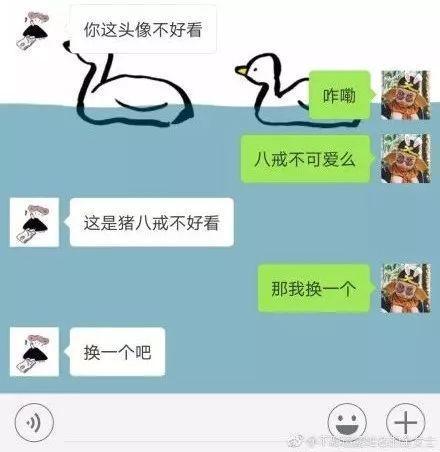 你这头像不好看
咋嘞
八戒不可爱么
这是猪八戒不好看
那我换一个
换一个吧